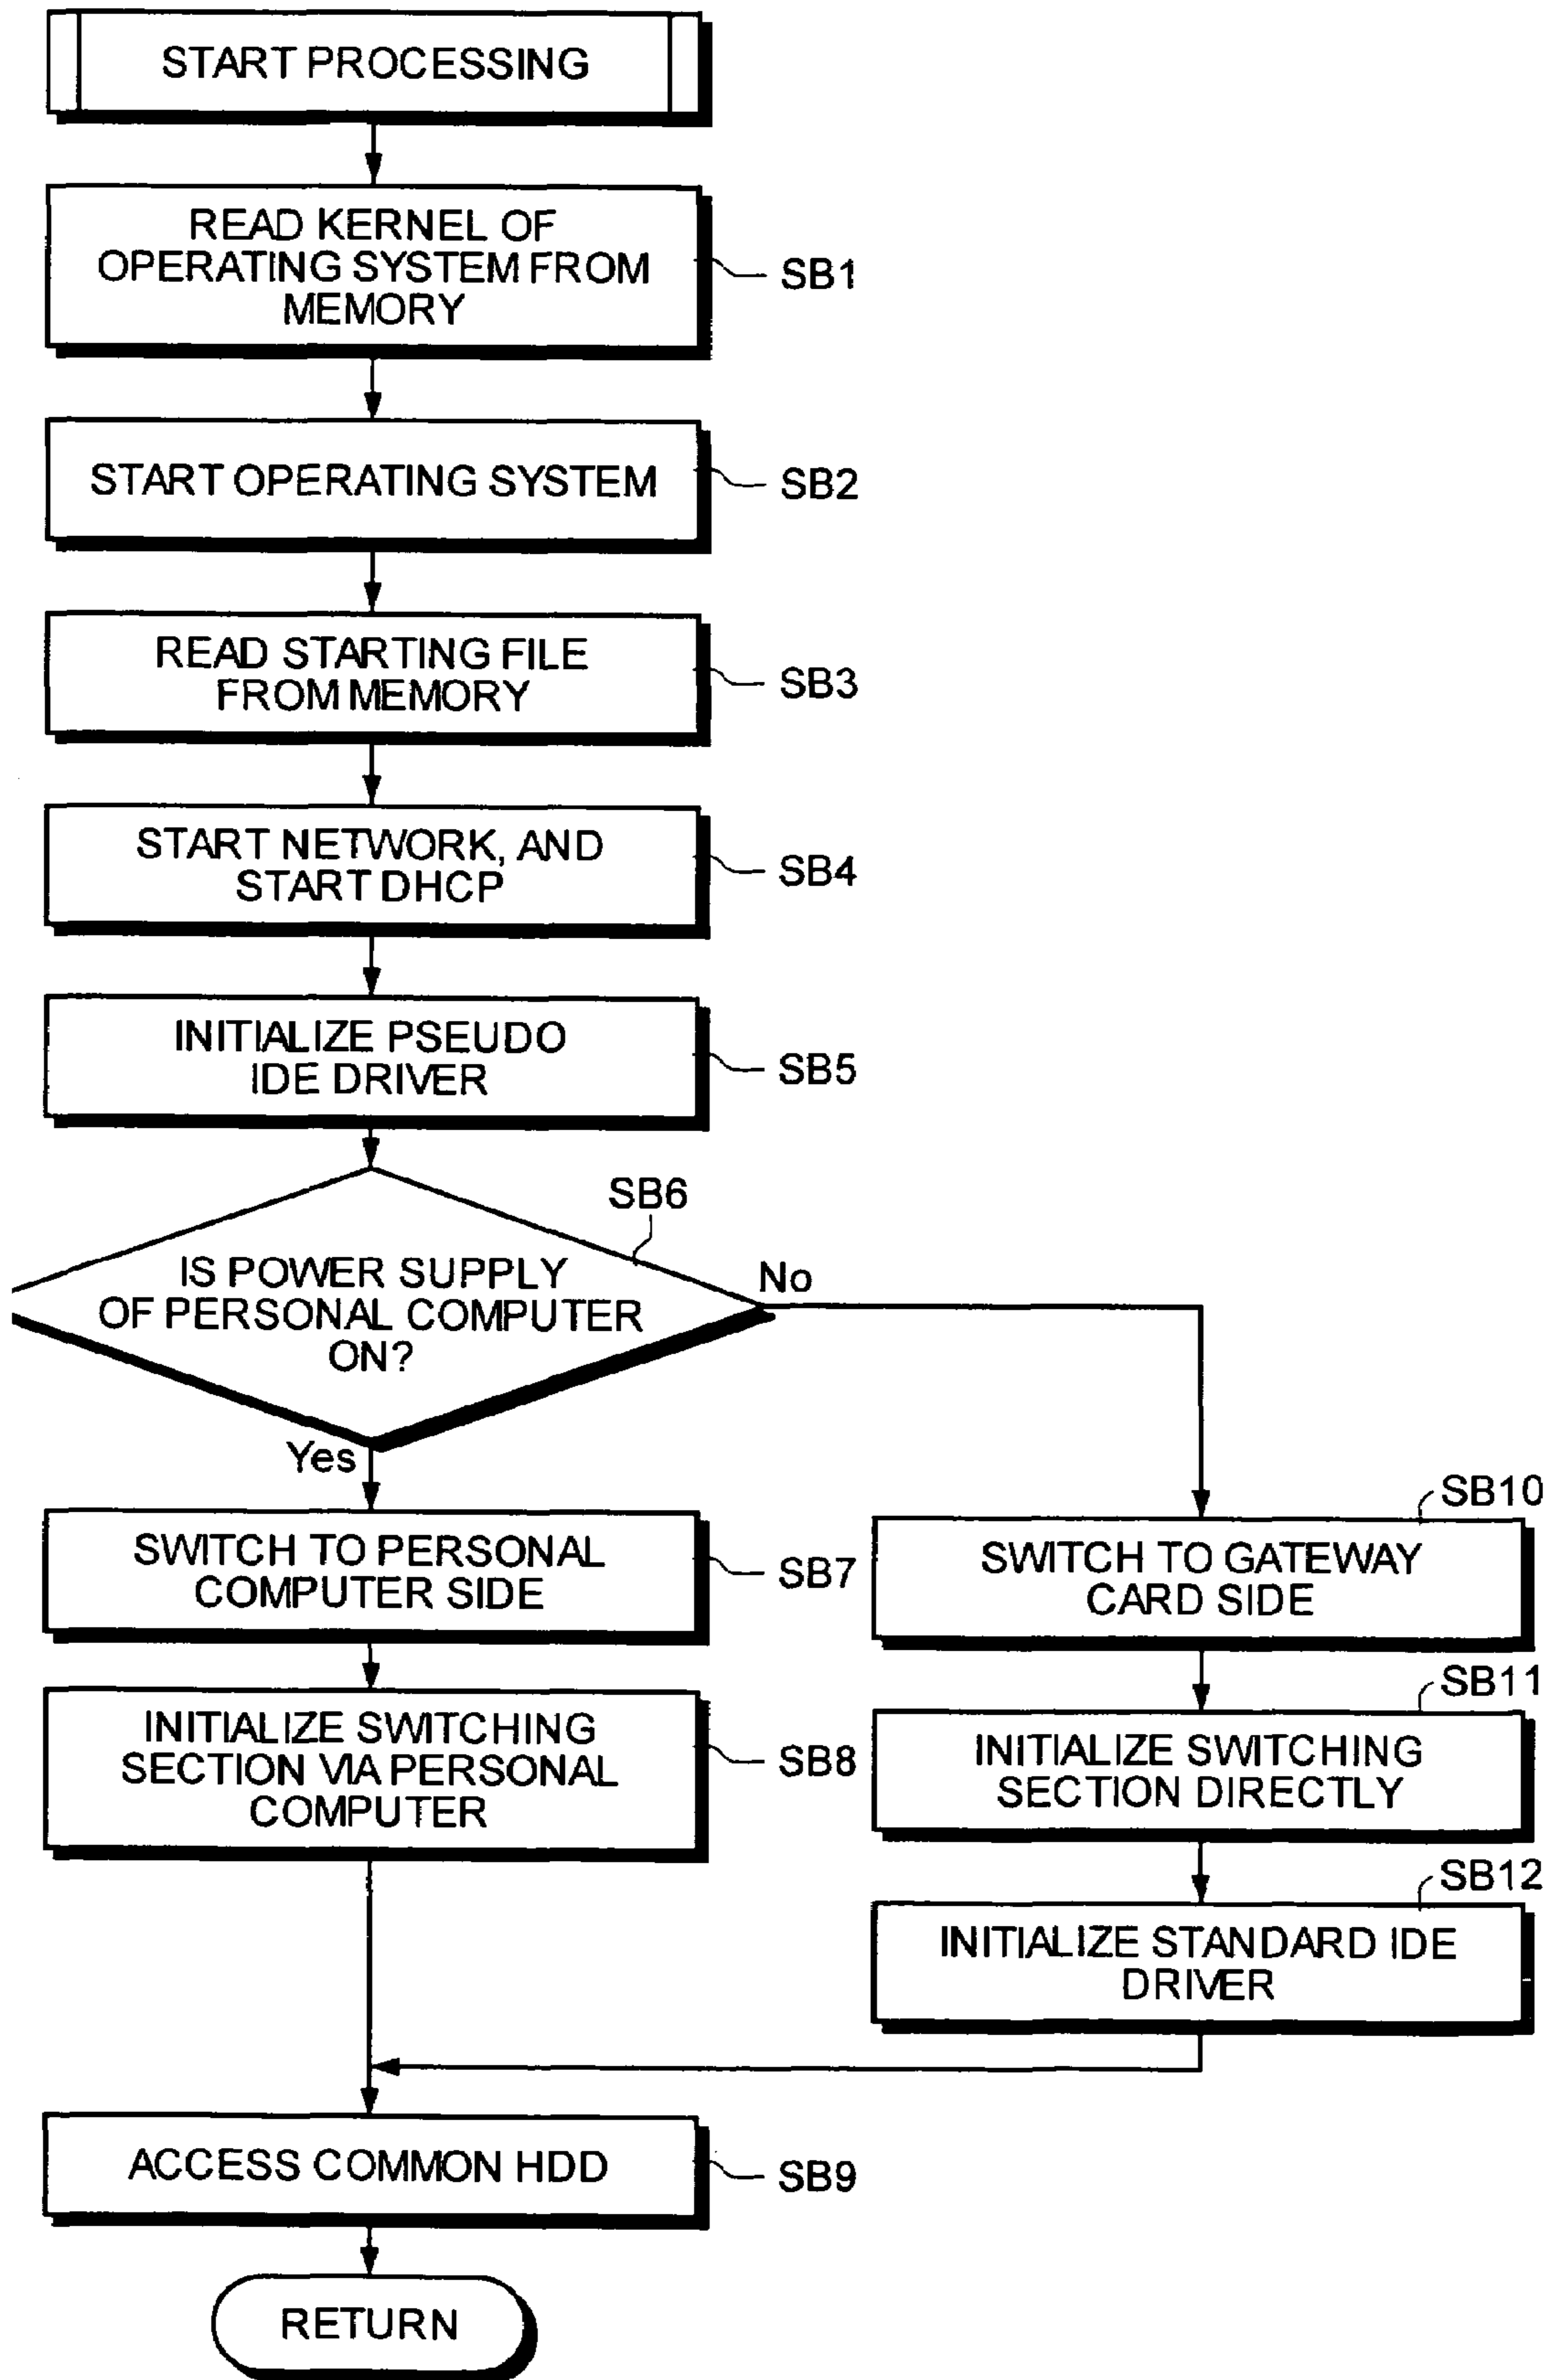 START PROCESSING
READ KERNEL OF
OPERATING SYSTEM FROM
MEMORY
SB1
START OPERATING SYSTEM
SB2
READ STARTING FILE
FROM MEMORY
SB3
START NETWORK, AND
START DHCP
SB4
INITIALIZE PSEUDO
IDE DRIVER
SB5
SB6
IS POWER SUPPLY
OF PERSONAL COMPUTER
ON?
No
Yes
SWITCH TO PERSONAL
COMPUTER SIDE
SB7
INITIALIZE SWITCHING
SECTION VIA PERSONAL
COMPUTER
SB8
SB10
SWITCH TO GATEWAY
CARD SIDE
SB11
INITIALIZE SWITCHING
SECTION DIRECTLY
SB12
INITIALIZE STANDARD IDE
DRIVER
ACCESS COMMON HDD
SB9
RETURN